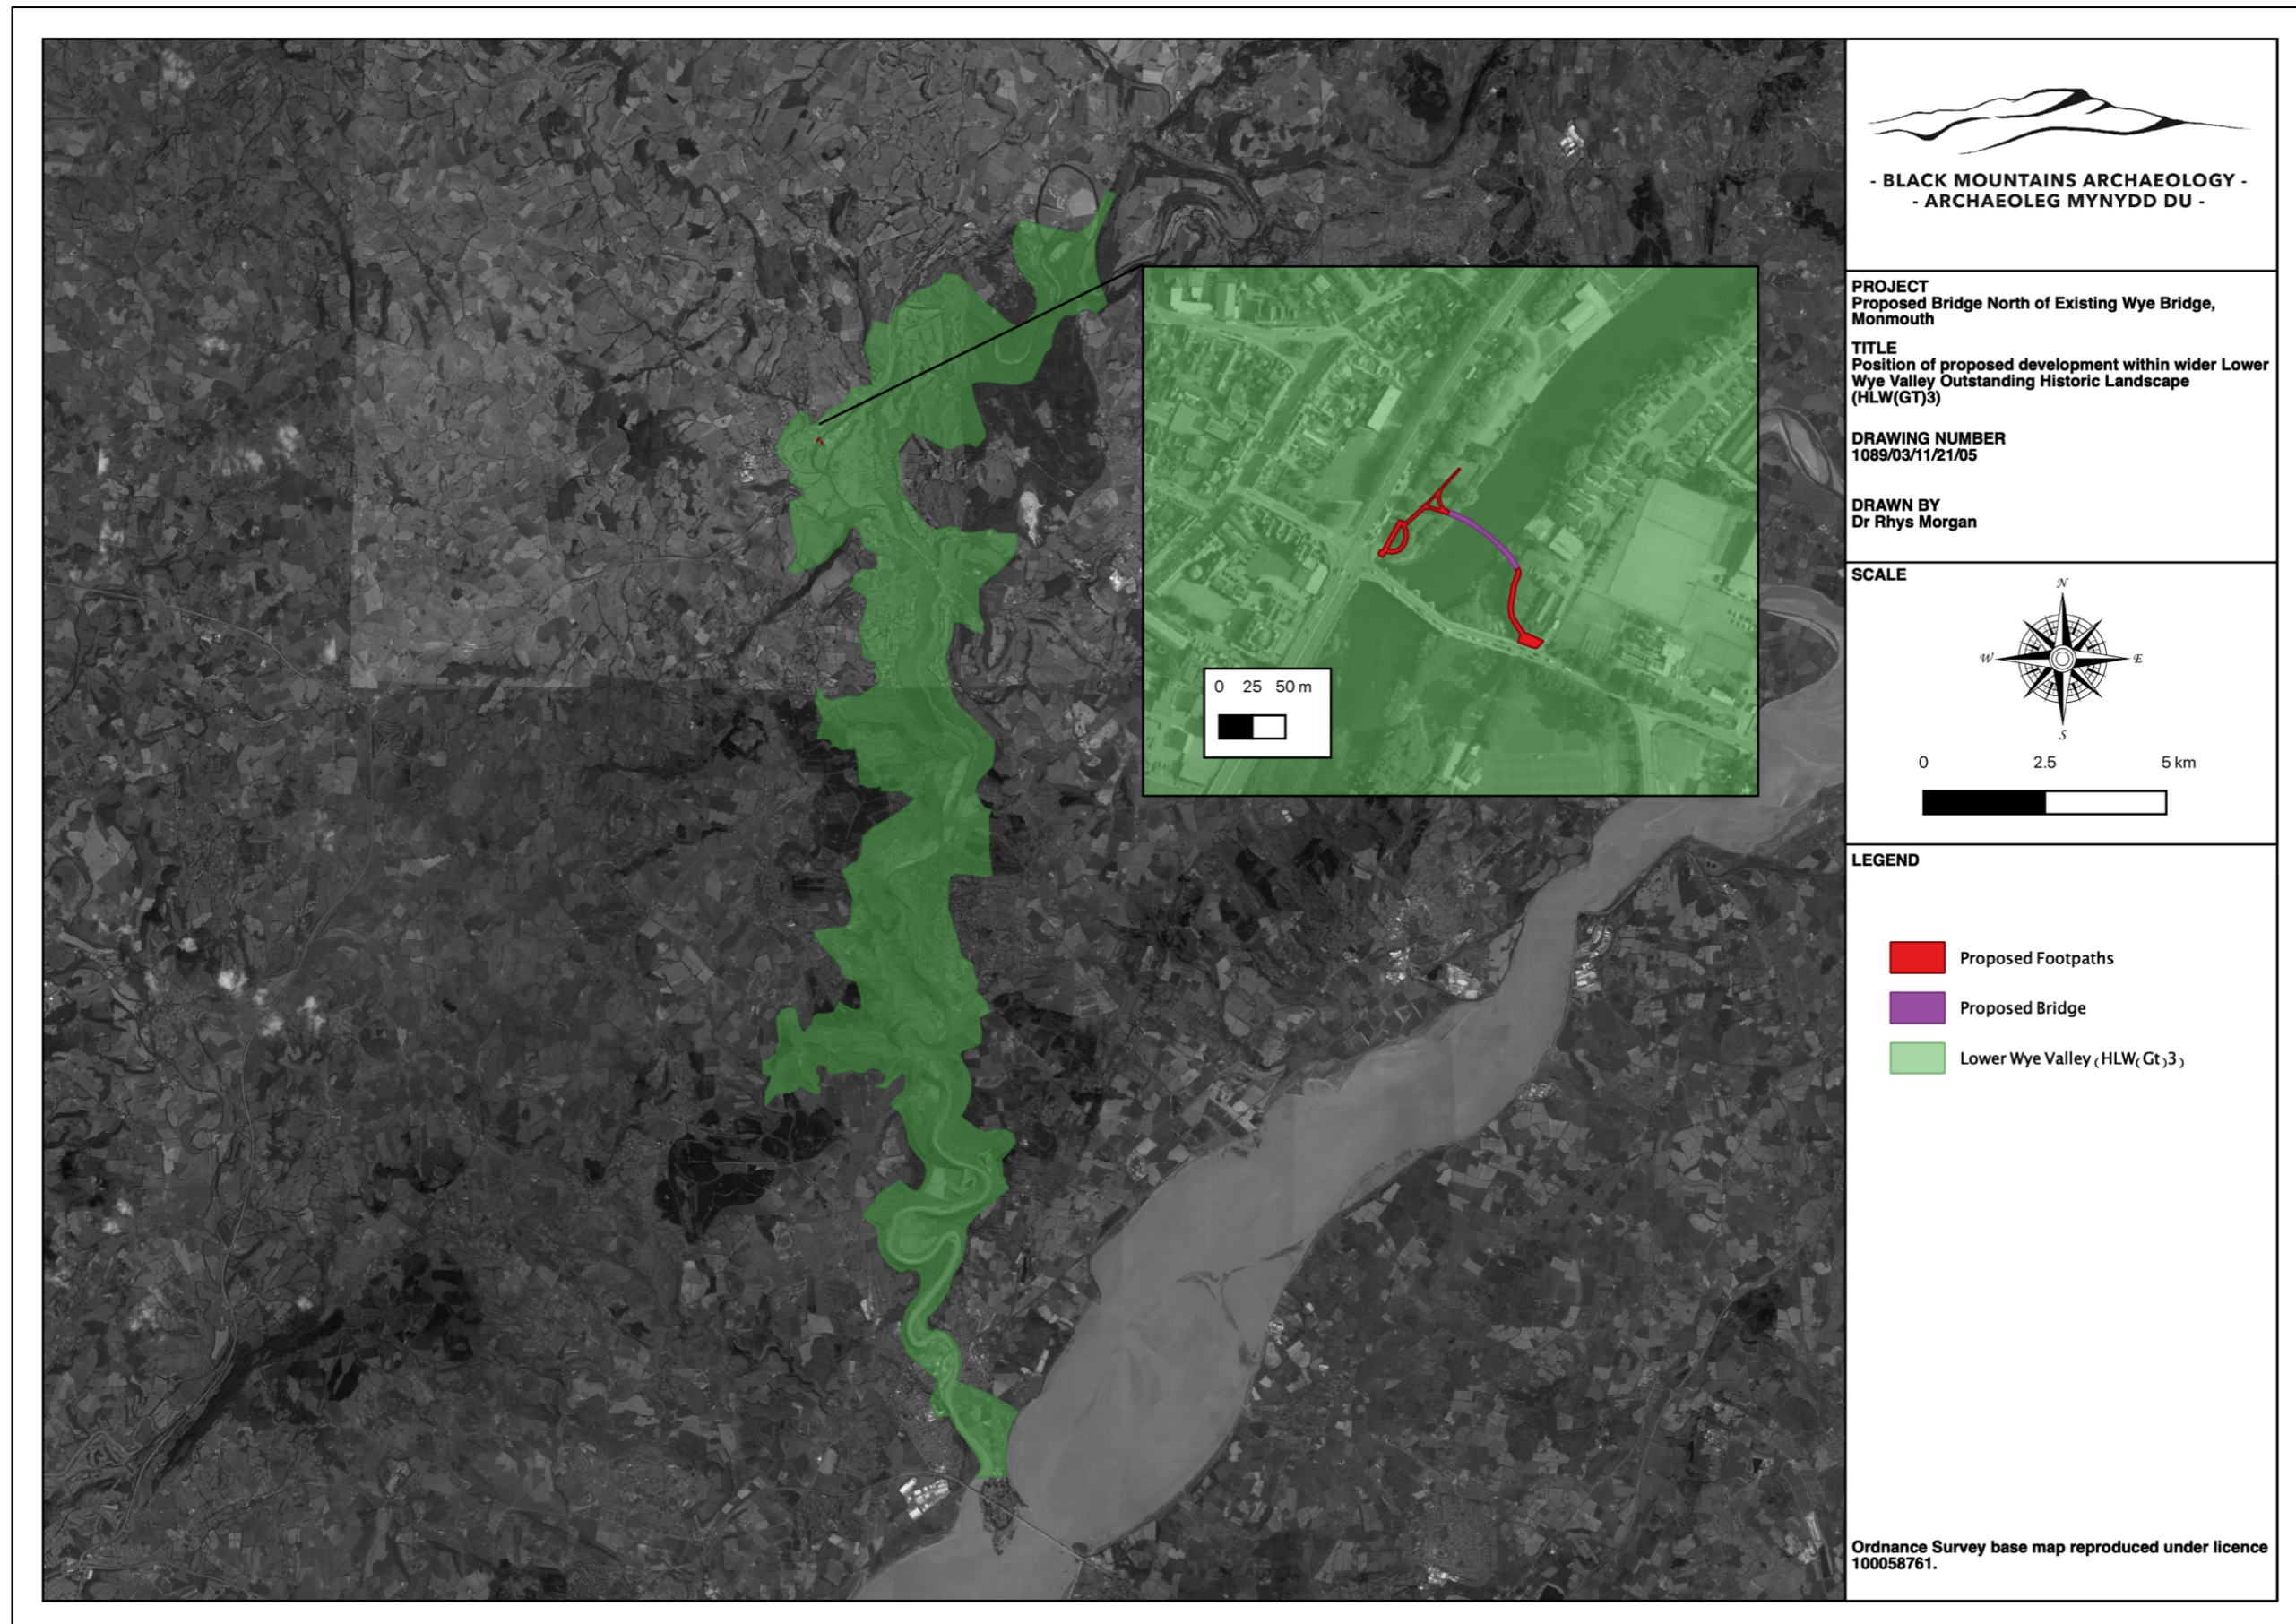 - BLACK MOUNTAINS ARCHAEOLOGY -
- ARCHAEOLEG MYNYDD DU -
PROJECT
Proposed Bridge North of Existing Wye Bridge,
Monmouth
TITLE
Position of proposed development within wider Lower
Wye Valley Outstanding Historic Landscape
(HLW(GT)3)
DRAWING NUMBER
1089/03/11/21/05
DRAWN BY
Dr Rhys Morgan
SCALE
N
W E
S
0 2.5 5 km
LEGEND
Proposed Footpaths
Proposed Bridge
Lower Wye Valley (HLW(Gt)3)
Ordnance Survey base map reproduced under licence
100058761.
0 25 50 m